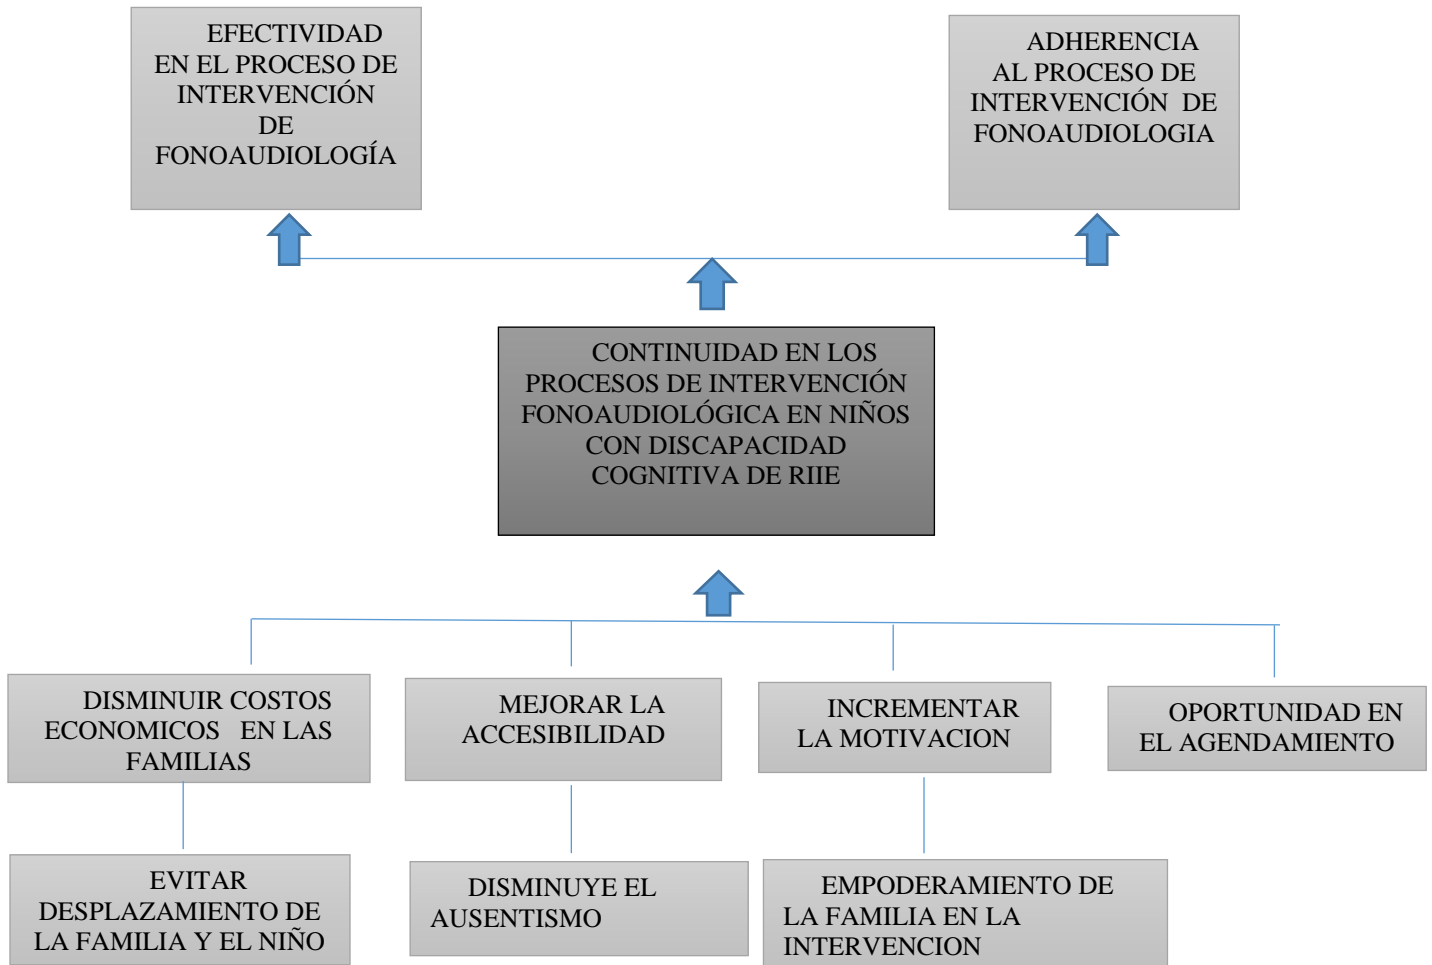 EFECTIVIDAD
EN EL PROCESO DE
INTERVENCIÓN
DE
FONOAUDIOLOGÍA
ADHERENCIA
AL PROCESO DE
INTERVENCIÓN DE
FONOAUDIOLOGIA
CONTINUIDAD EN LOS
PROCESOS DE INTERVENCIÓN
FONOAUDIOLÓGICA EN NIÑOS
CON DISCAPACIDAD
COGNITIVA DE RIIE
DISMINUIR COSTOS
ECONOMICOS EN LAS
FAMILIAS
MEJORAR LA
ACCESIBILIDAD
INCREMENTAR
LA MOTIVACION
OPORTUNIDAD EN
EL AGENDAMIENTO
EVITAR
DESPLAZAMIENTO DE
LA FAMILIA Y EL NIÑO
DISMINUYE EL
AUSENTISMO
EMPODERAMIENTO DE
LA FAMILIA EN LA
INTERVENCION